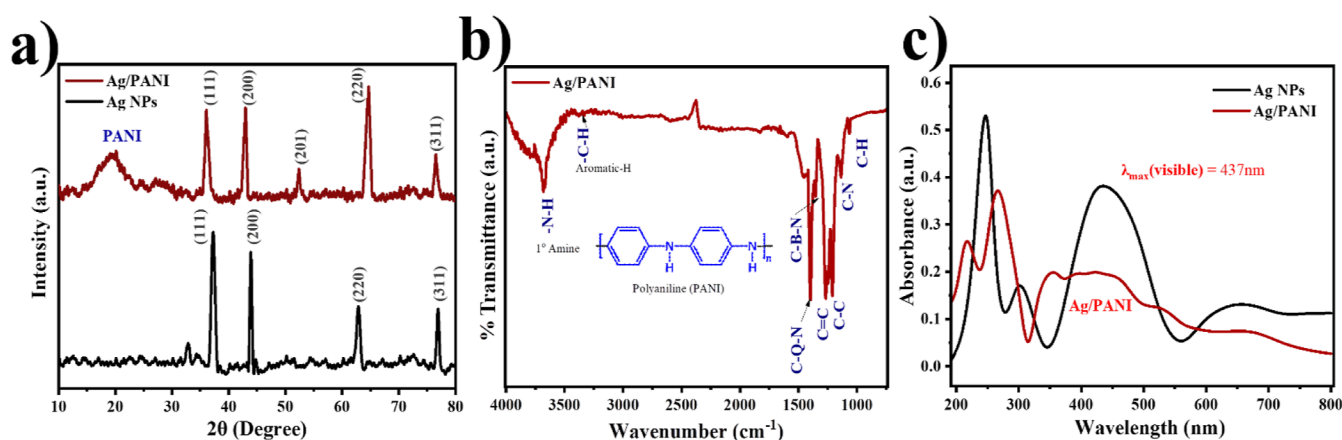 a)
Ag/PANI
Ag NPs
PANI
(111)
(200)
(201)
(220)
(311)
(111)
(200)
(220)
(311)
Intensity (a.u.)
10 20 30 40 50 60 70 80
2θ (Degree)
b)
Ag/PANI
-C-H
Aromatic-H
-N-H
1° Amine
H
N
H
N
n
Polyaniline (PANI)
C-Q-N
C-B-N
C=C
C-C
C-N
C-H
% Transmittance (a.u.)
4000 3500 3000 2500 2000 1500 1000
Wavenumber (cm-1)
c)
Ag NPs
Ag/PANI
λmax(visible) = 437nm
Ag/PANI
Absorbance (a.u.)
0.6
0.5
0.4
0.3
0.2
0.1
0.0
200 300 400 500 600 700 800
Wavelength (nm)